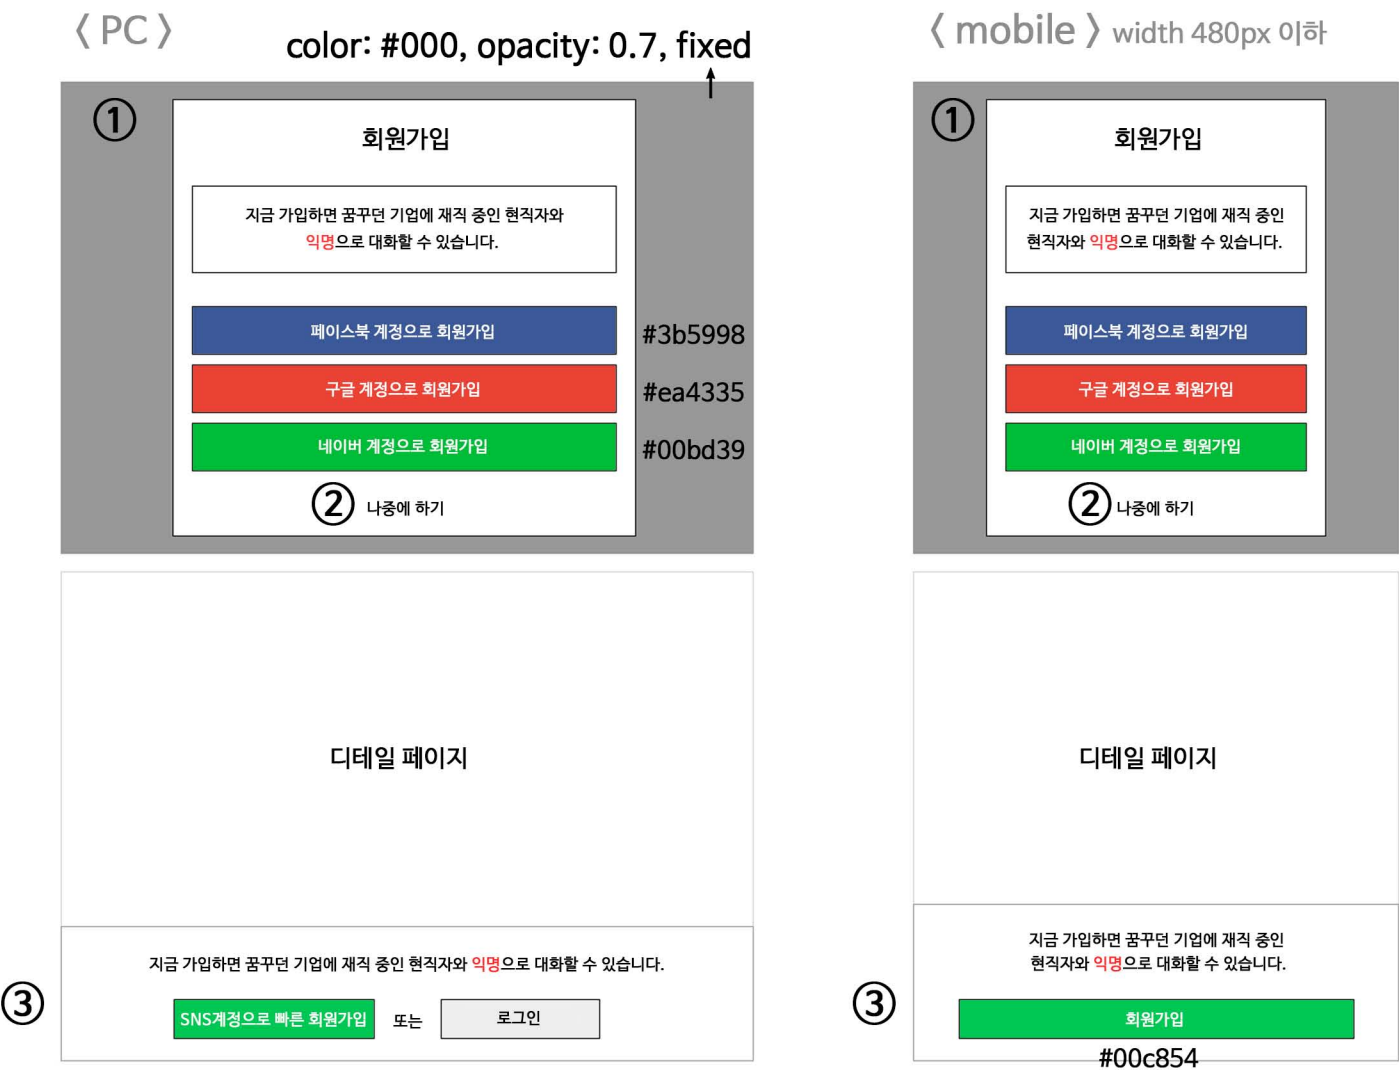 〈 PC 〉
color: #000, opacity: 0.7, fixed
①
회원가입
지금 가입하면 꿈꾸던 기업에 재직 중인 현직자와
익명으로 대화할 수 있습니다.
페이스북 계정으로 회원가입
#3b5998
구글 계정으로 회원가입
#ea4335
네이버 계정으로 회원가입
#00bd39
② 나중에 하기
디테일 페이지
지금 가입하면 꿈꾸던 기업에 재직 중인 현직자와 익명으로 대화할 수 있습니다.
③
SNS계정으로 빠른 회원가입 또는 로그인
〈 mobile 〉 width 480px 이하
①
회원가입
지금 가입하면 꿈꾸던 기업에 재직 중인
현직자와 익명으로 대화할 수 있습니다.
페이스북 계정으로 회원가입
구글 계정으로 회원가입
네이버 계정으로 회원가입
② 나중에 하기
디테일 페이지
지금 가입하면 꿈꾸던 기업에 재직 중인
현직자와 익명으로 대화할 수 있습니다.
③
회원가입
#00c854